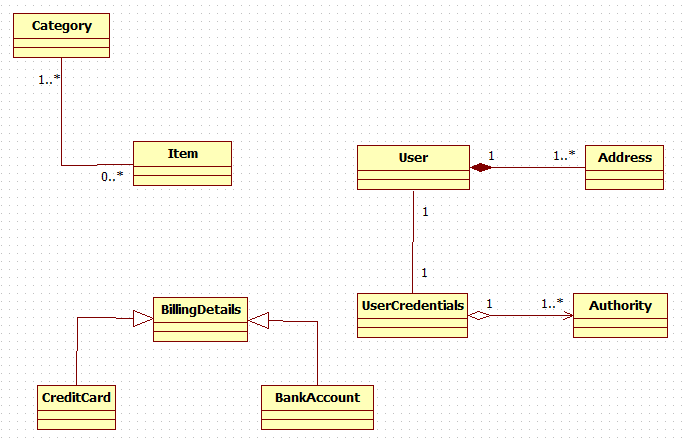 Category
1..*
Item
0..*
User
1
1..*
Address
1
1
UserCredentials
1
1..*
Authority
BillingDetails
CreditCard
BankAccount